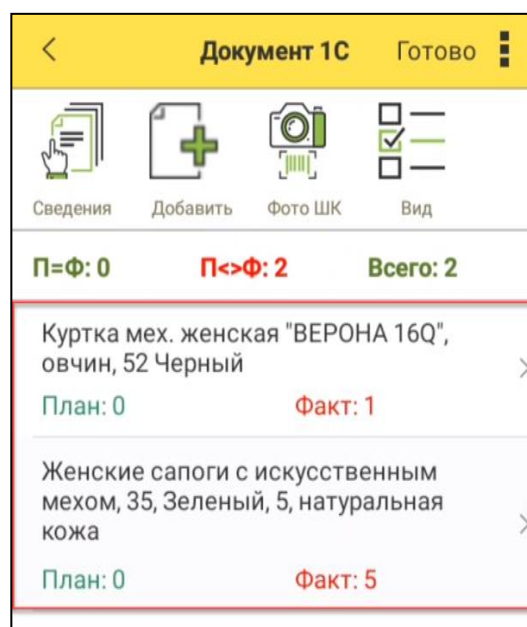 Документ 1С Готово
Сведения Добавить Фото ШК Вид
П=Ф: 0 П<>Ф: 2 Всего: 2
Куртка мех. женская "ВЕРОНА 16Q",
овчин, 52 Черный
План: 0 Факт: 1
Женские сапоги с искусственным
мехом, 35, Зеленый, 5, натуральная
кожа
План: 0 Факт: 5